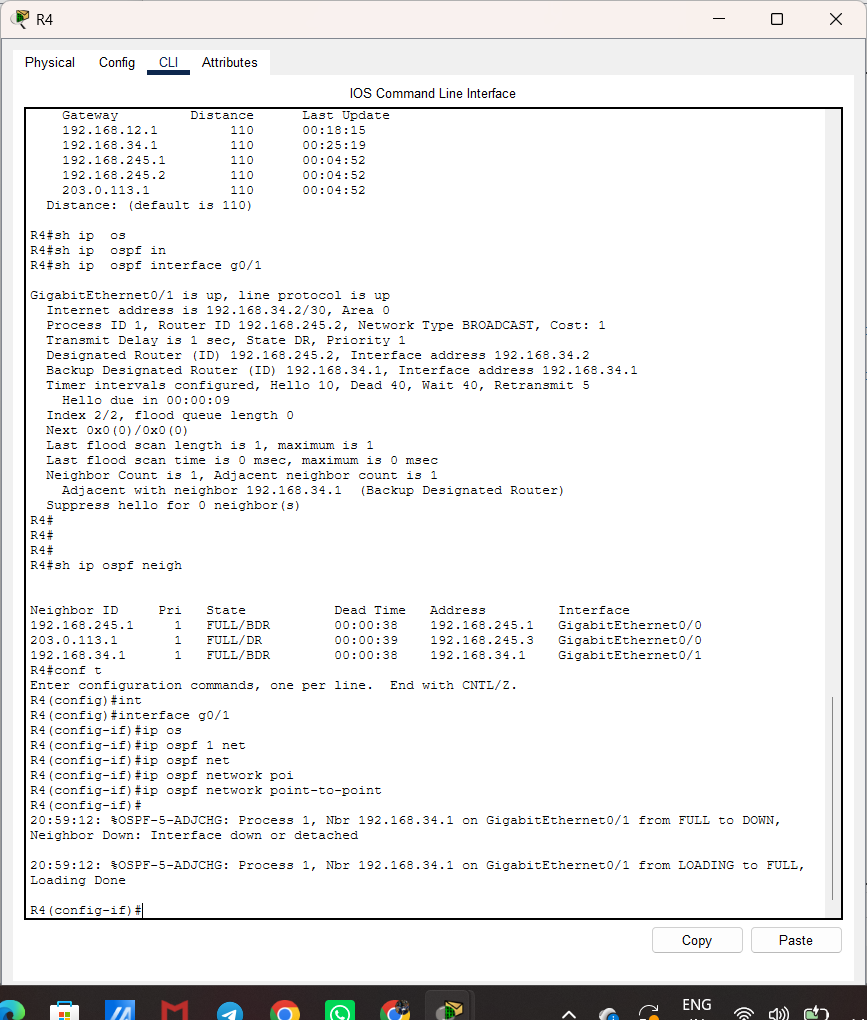 R4
Physical Config CLI Attributes
IOS Command Line Interface
Gateway Distance Last Update
192.168.12.1 110 00:18:15
192.168.34.1 110 00:25:19
192.168.245.1 110 00:04:52
192.168.245.2 110 00:04:52
203.0.113.1 110 00:04:52
Distance: (default is 110)
R4#sh ip  os
R4#sh ip  ospf in
R4#sh ip  ospf interface g0/1
GigabitEthernet0/1 is up, line protocol is up
Internet address is 192.168.34.2/30, Area 0
Process ID 1, Router ID 192.168.245.2, Network Type BROADCAST, Cost: 1
Transmit Delay is 1 sec, State DR, Priority 1
Designated Router (ID) 192.168.245.2, Interface address 192.168.34.2
Backup Designated Router (ID) 192.168.34.1, Interface address 192.168.34.1
Timer intervals configured, Hello 10, Dead 40, Wait 40, Retransmit 5
Hello due in 00:00:09
Index 2/2, flood queue length 0
Next 0x0(0)/0x0(0)
Last flood scan length is 1, maximum is 1
Last flood scan time is 0 msec, maximum is 0 msec
Neighbor Count is 1, Adjacent neighbor count is 1
Adjacent with neighbor 192.168.34.1  (Backup Designated Router)
Suppress hello for 0 neighbor(s)
R4#
R4#
R4#
R4#sh ip ospf neigh
Neighbor ID Pri State Dead Time Address Interface
192.168.245.1 1 FULL/BDR 00:00:38 192.168.245.1 GigabitEthernet0/0
203.0.113.1 1 FULL/DR 00:00:39 192.168.245.3 GigabitEthernet0/0
192.168.34.1 1 FULL/BDR 00:00:38 192.168.34.1 GigabitEthernet0/1
R4#conf t
Enter configuration commands, one per line.  End with CNTL/Z.
R4(config)#int
R4(config)#interface g0/1
R4(config-if)#ip os
R4(config-if)#ip ospf 1 net
R4(config-if)#ip ospf net
R4(config-if)#ip ospf network poi
R4(config-if)#ip ospf network point-to-point
R4(config-if)#
20:59:12: %OSPF-5-ADJCHG: Process 1, Nbr 192.168.34.1 on GigabitEthernet0/1 from FULL to DOWN,
Neighbor Down: Interface down or detached
20:59:12: %OSPF-5-ADJCHG: Process 1, Nbr 192.168.34.1 on GigabitEthernet0/1 from LOADING to FULL,
Loading Done
R4(config-if)#
Copy Paste
ENG